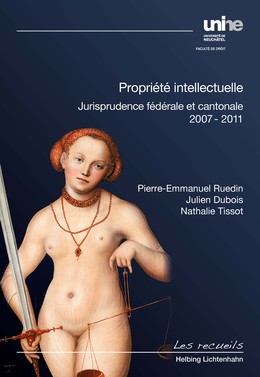 unine
UNIVERSITÉ DE
NEUCHÂTEL
FACULTÉ DE DROIT
Propriété intellectuelle
Jurisprudence fédérale et cantonale
2007 - 2011
Pierre-Emmanuel Ruedin
Julien Dubois
Nathalie Tissot
Les recueils
Helbing Lichtenhahn